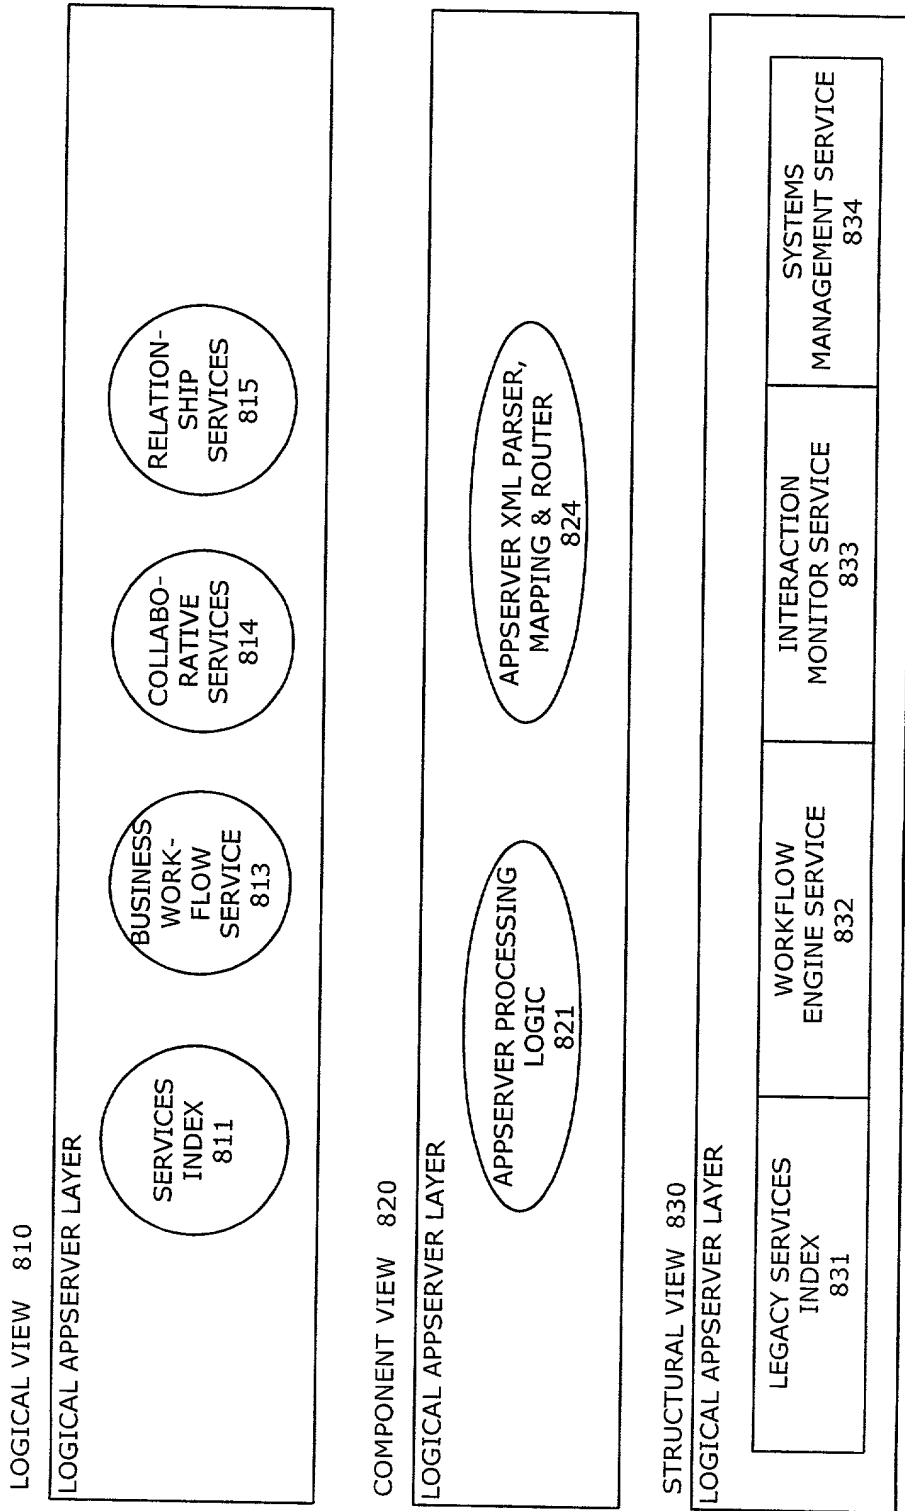 LOGICAL VIEW 810
LOGICAL APPSERVER LAYER
SERVICES
INDEX
811
BUSINESS
WORK-
FLOW
SERVICE
813
COLLABO-
RATIVE
SERVICES
814
RELATION-
SHIP
SERVICES
815
COMPONENT VIEW 820
LOGICAL APPSERVER LAYER
APPSERVER PROCESSING
LOGIC
821
APPSERVER XML PARSER,
MAPPING & ROUTER
824
STRUCTURAL VIEW 830
LOGICAL APPSERVER LAYER
LEGACY SERVICES
INDEX
831
WORKFLOW
ENGINE SERVICE
832
INTERACTION
MONITOR SERVICE
833
SYSTEMS
MANAGEMENT SERVICE
834